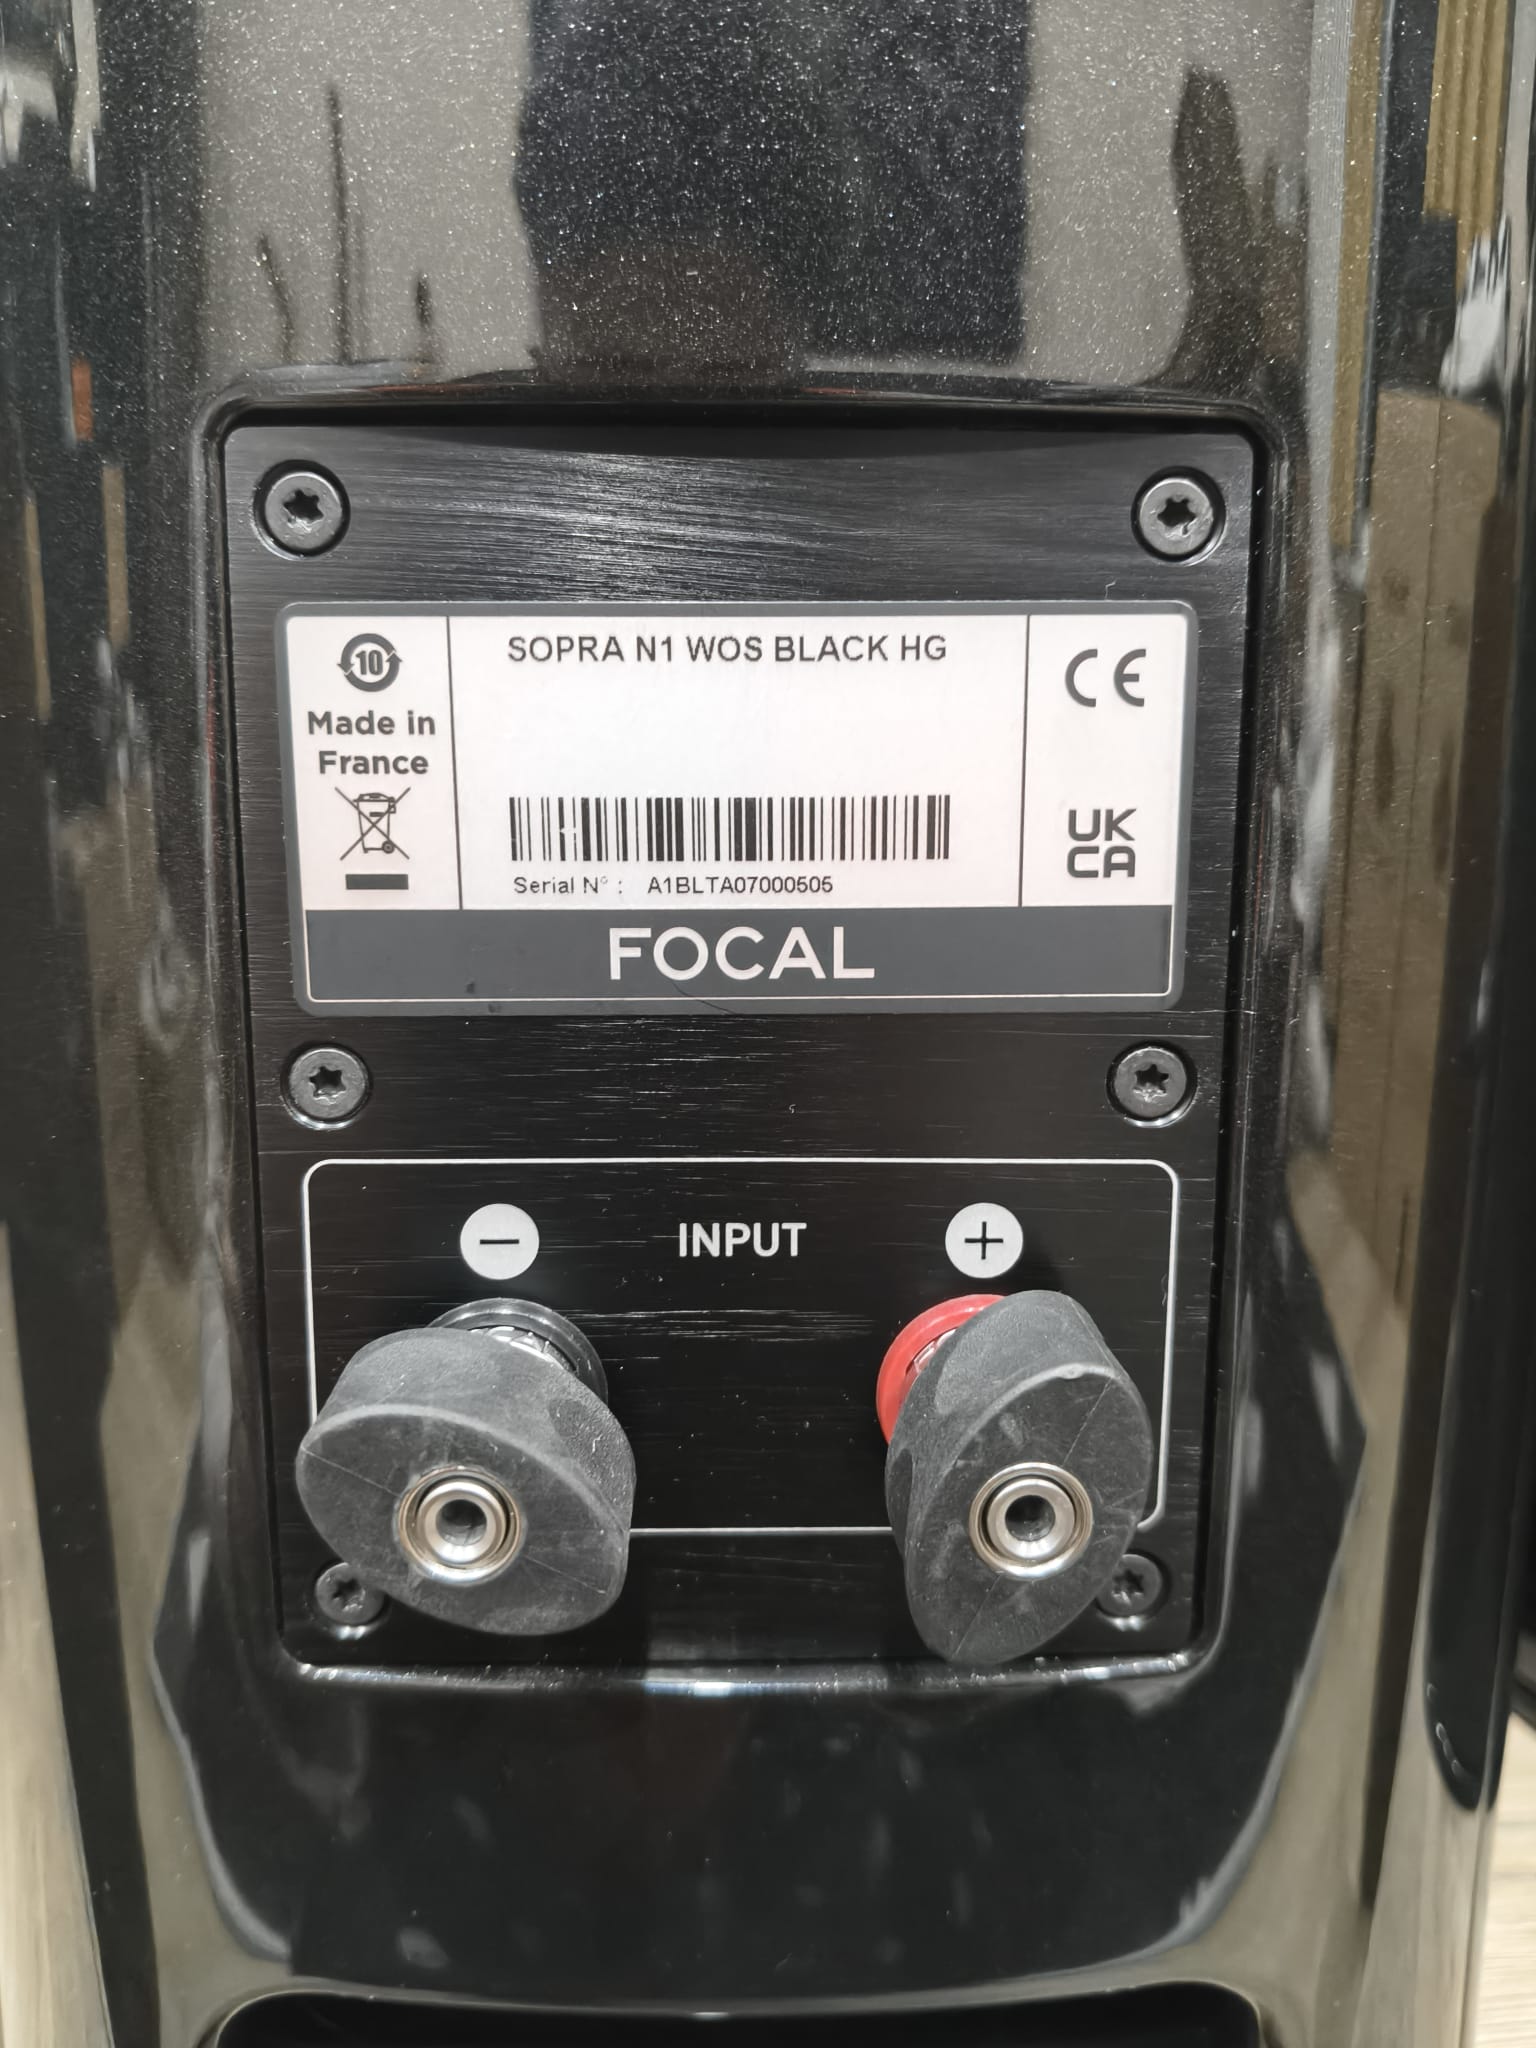 10
Made in
France
SOPRA N1 WOS BLACK HG
Serial N° : A1BLTA07000505
CE
UK
CA
FOCAL
− INPUT +